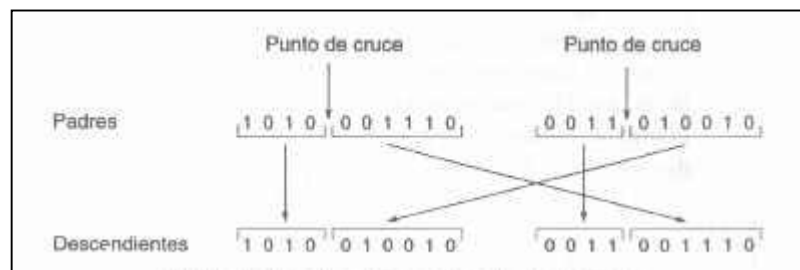 Punto de cruce Punto de cruce
Padres 1 0 1 0 0 0 1 1 1 0 0 0 1 1 0 1 0 0 1 0
Descendientes 1 0 1 0 0 1 0 0 1 0 0 0 1 1 0 0 1 1 1 0